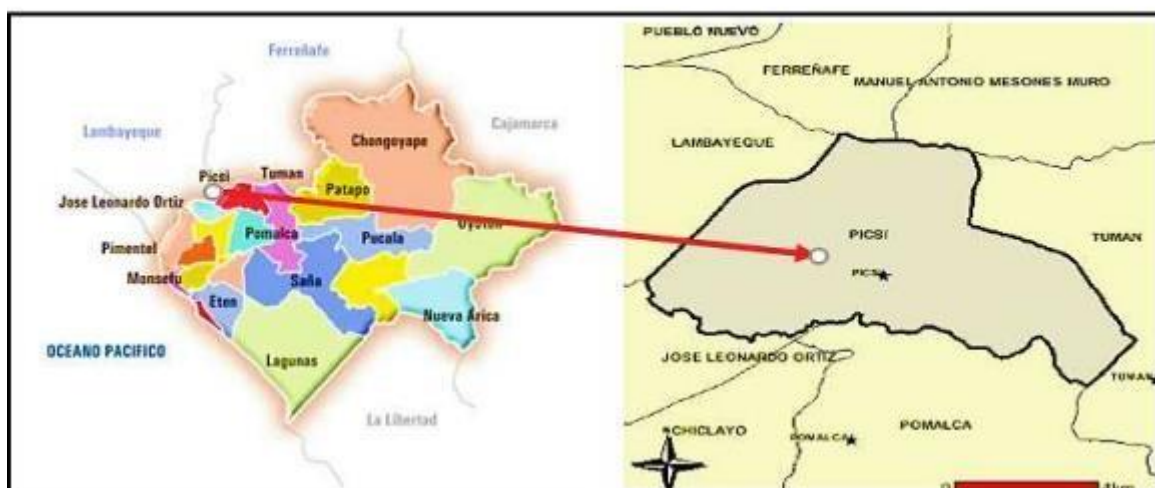 Ferreñafe
Lambayeque
Cajamarca
Chongoyape
Picsi
Tuman
Patapo
Jose Leonardo Ortiz
Oyotun
Pomalca
Pucala
Pimentel
Monsefu
Saña
Eten
Nueva Árica
OCEANO PACIFICO
Lagunas
La Libertad
PUEBLO NUEVO
FERREÑAFE
MANUEL ANTONIO MESONES MURO
LAMBAYEQUE
PICSI
TUMAN
PICSI
JOSE LEONARDO ORTIZ
TUMAN
CHICLAYO
POMALCA
POMALCA
0